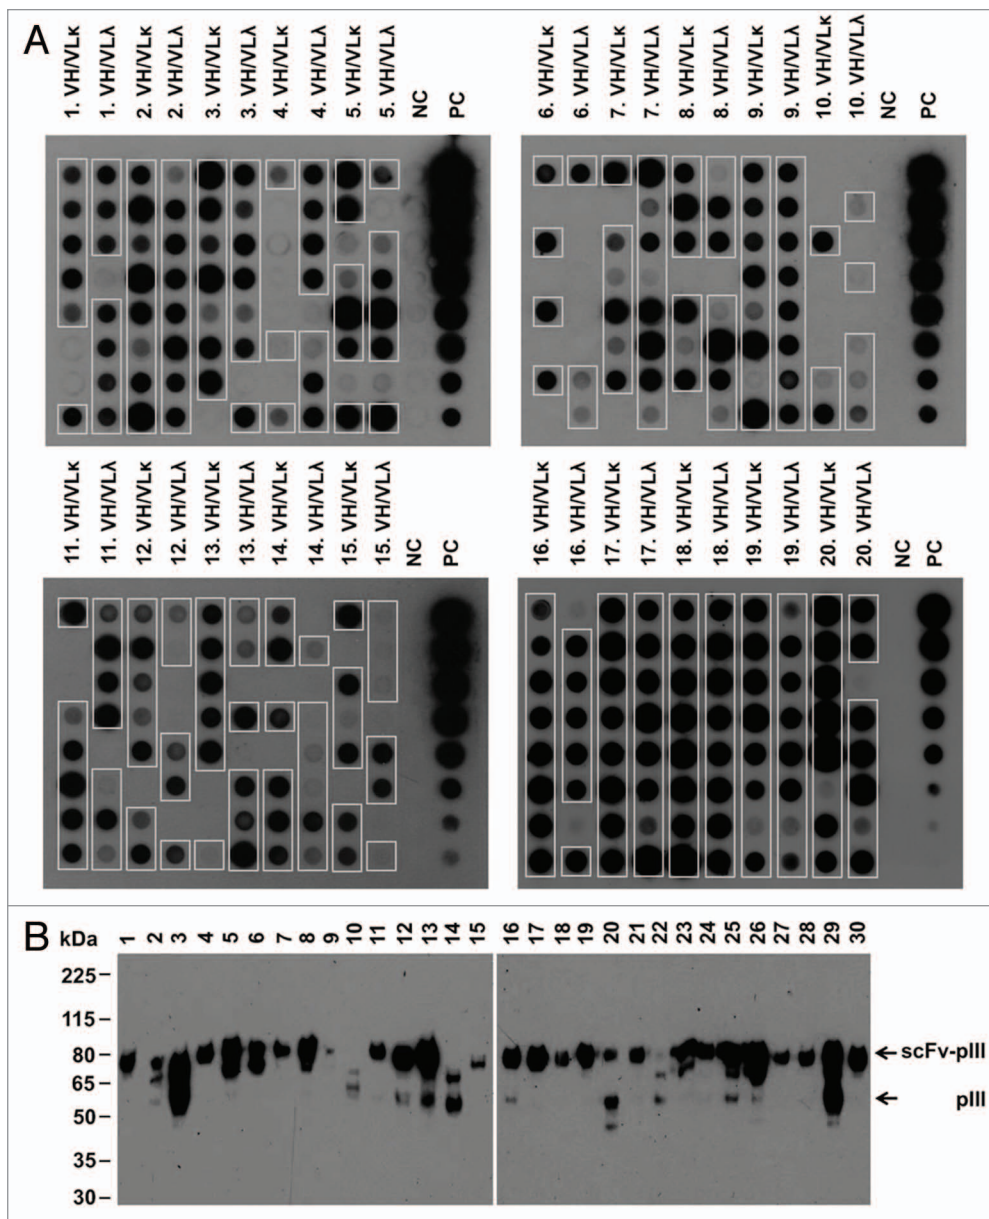 A
1. VH/VLκ
1. VH/VLλ
2. VH/VLκ
2. VH/VLλ
3. VH/VLκ
3. VH/VLλ
4. VH/VLκ
4. VH/VLλ
5. VH/VLκ
5. VH/VLλ
NC
PC
6. VH/VLκ
6. VH/VLλ
7. VH/VLκ
7. VH/VLλ
8. VH/VLκ
8. VH/VLλ
9. VH/VLκ
9. VH/VLλ
10. VH/VLκ
10. VH/VLλ
NC
PC
11. VH/VLκ
11. VH/VLλ
12. VH/VLκ
12. VH/VLλ
13. VH/VLκ
13. VH/VLλ
14. VH/VLκ
14. VH/VLλ
15. VH/VLκ
15. VH/VLλ
NC
PC
16. VH/VLκ
16. VH/VLλ
17. VH/VLκ
17. VH/VLλ
18. VH/VLκ
18. VH/VLλ
19. VH/VLκ
19. VH/VLλ
20. VH/VLκ
20. VH/VLλ
NC
PC
B
kDa 1 2 3 4 5 6 7 8 9 10 11 12 13 14 15 16 17 18 19 20 21 22 23 24 25 26 27 28 29 30
225
115
80
65
50
35
30
scFv-pIII
pIII